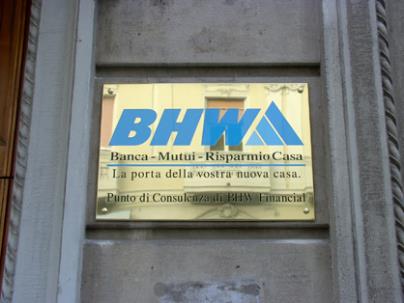 BHW
Banca - Mutui - Risparmio Casa
La porta della vostra nuova casa.
Punto di Consulenza di BHW Financial